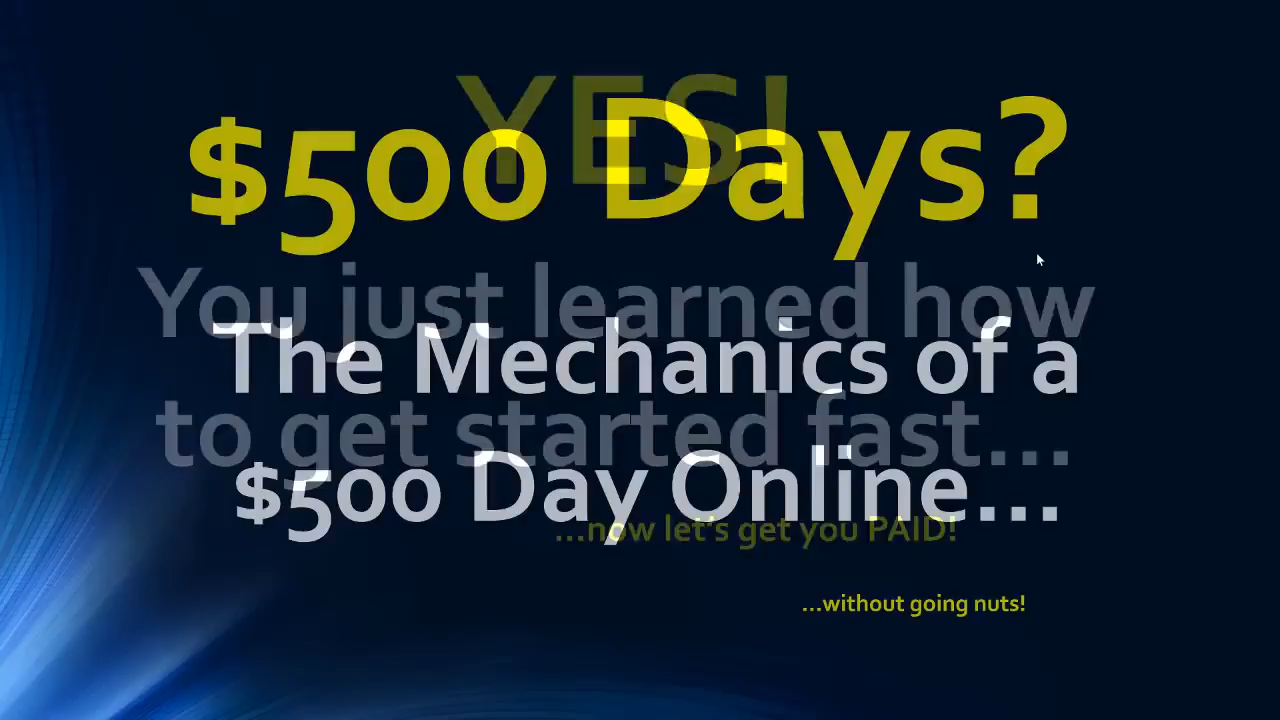 YES!
$500 Days?
You just learned how
The Mechanics of a
to get started fast...
$500 Day Online...
...now let's get you PAID!
...without going nuts!